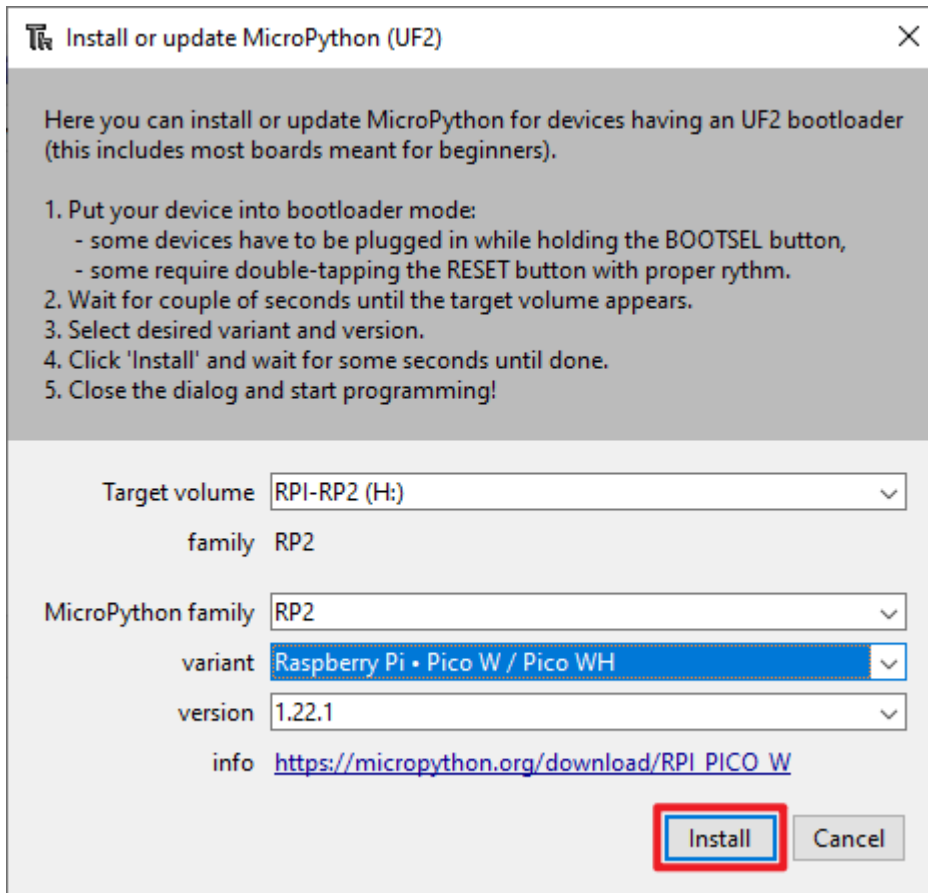 Install or update MicroPython (UF2)
Here you can install or update MicroPython for devices having an UF2 bootloader
(this includes most boards meant for beginners).
1. Put your device into bootloader mode:
- some devices have to be plugged in while holding the BOOTSEL button,
- some require double-tapping the RESET button with proper rythm.
2. Wait for couple of seconds until the target volume appears.
3. Select desired variant and version.
4. Click 'Install' and wait for some seconds until done.
5. Close the dialog and start programming!
Target volume RPI-RP2 (H:)
family RP2
MicroPython family RP2
variant Raspberry Pi • Pico W / Pico WH
version 1.22.1
info https://micropython.org/download/RPI_PICO_W
Install Cancel